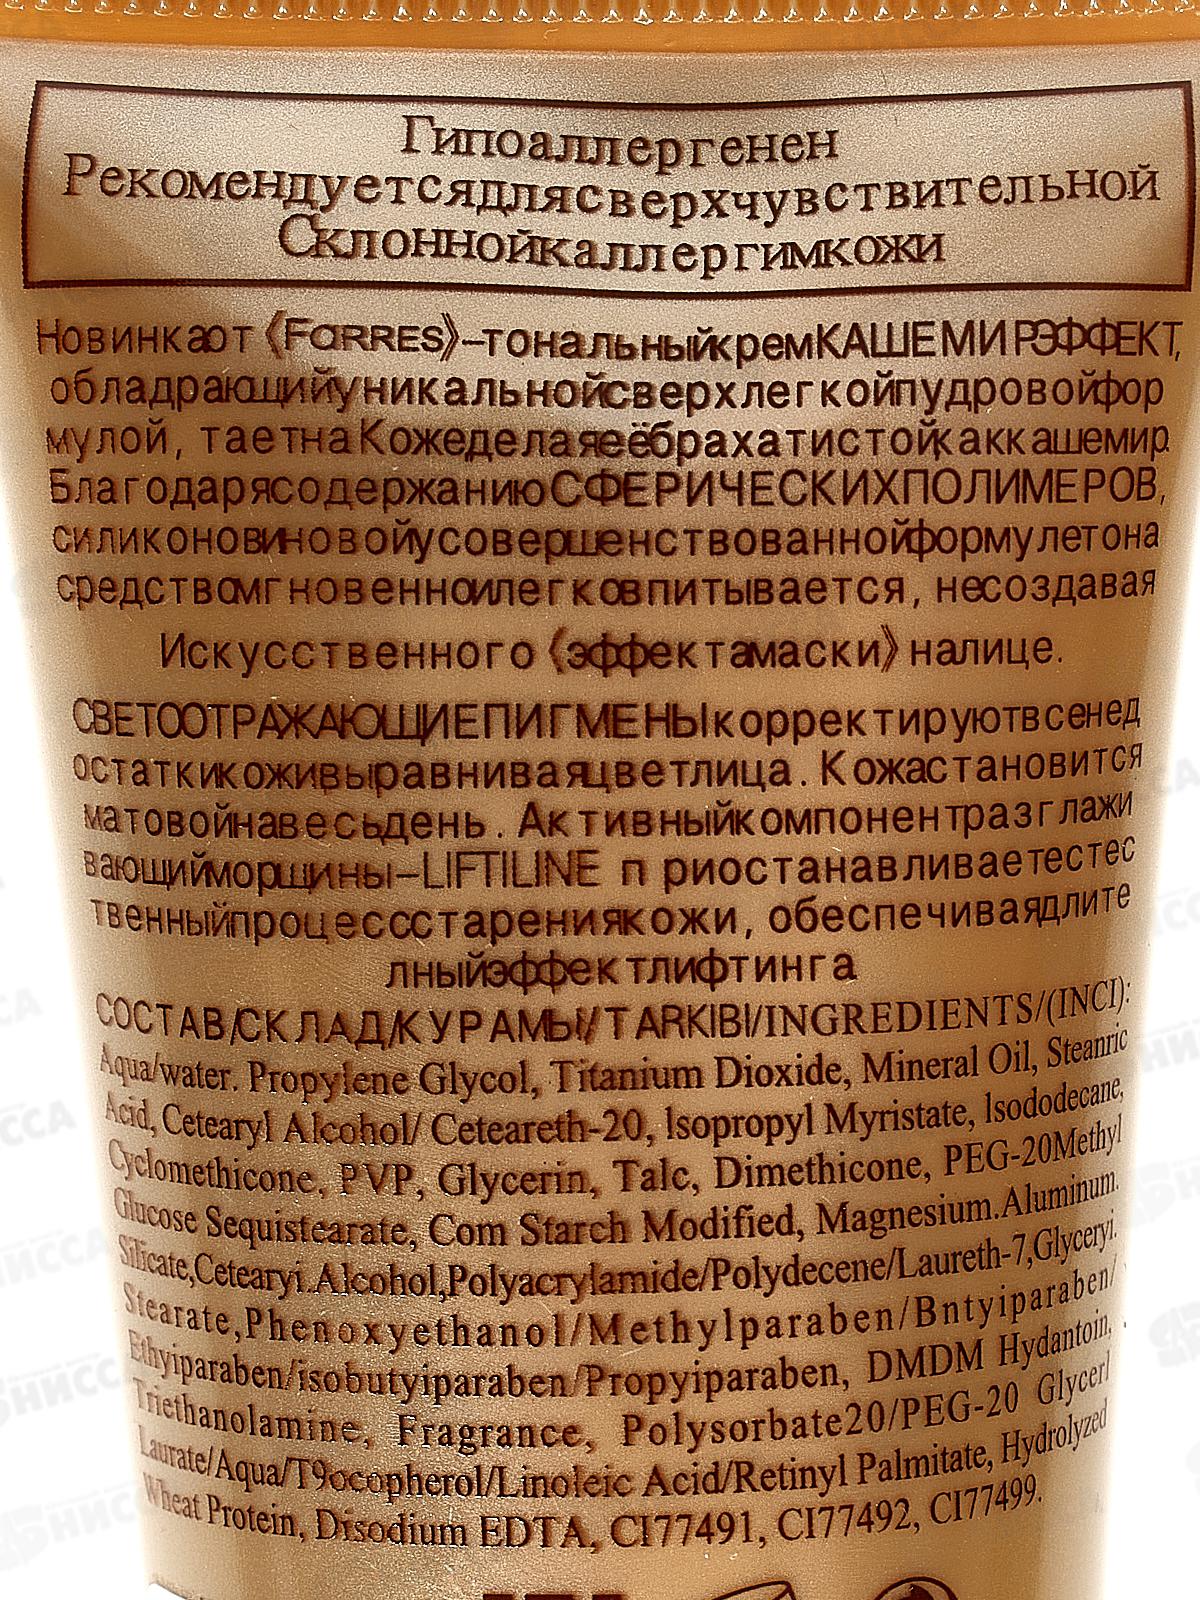 Гипоаллергенен
Рекомендуетсядлясверхчувствительной
Склоннойкаллергимкожи
Новинкаот《FARRES》–тональныйкремКАШЕМИРЭФФЕКТ,
обладрающийуникальнойсверхлегкойпудровойфор
мулой, таетнаКожеделаяеёбрахатистой,каккашемир.
БлагодарясодержаниюСФЕРИЧЕСКИХПОЛИМЕРОВ,
силиконовиновойусовершенствованнойформулетона
средствомгновенноилегковпитывается, несоздавая
Искусственного《эффектамаски》налице.
СВЕТООТРАЖАЮЩИЕПИГМЕНЫкорректируютвсенед
остаткикоживыравниваяцветлица. Кожастановится
матовойнавесьдень. Активныйкомпонентразглажи
вающийморщины–LIFTILINE п риостанавливаетестес
твенныйпроцессстарениякожи, обеспечиваядлите
лныйэффектлифтинга
СОСТАВ/СКЛАД/КУРАМЫ/TARKIBI/INGREDIENTS/(INCI):
Aqua/water. Propylene Glycol, Titanium Dioxide, Mineral Oil, Steanric
Acid, Cetearyl Alcohol/ Ceteareth-20, lsopropyl Myristate, lsododecane,
Cyclomethicone, PVP, Glycerin, Talc, Dimethicone, PEG-20Methyl
Glucose Sequistearate, Com Starch Modified, Magnesium.Aluminum.
Silicate,Cetearyi.Alcohol,Polyacrylamide/Polydecene/Laureth-7,Glyceryi.
Stearate,Phenoxyethanol/Methylparaben/Bntyiparaben/
Ethyiparaben/isobutyiparaben/Propyiparaben, DMDM Hydantoin,
Triethanolamine, Fragrance, Polysorbate20/PEG-20 Glycerl
Laurate/Aqua/T9ocopherol/Linoleic Acid/Retinyl Palmitate, Hydrolyzed
Wheat Protein, Disodium EDTA, CI77491, CI77492, CI77499.